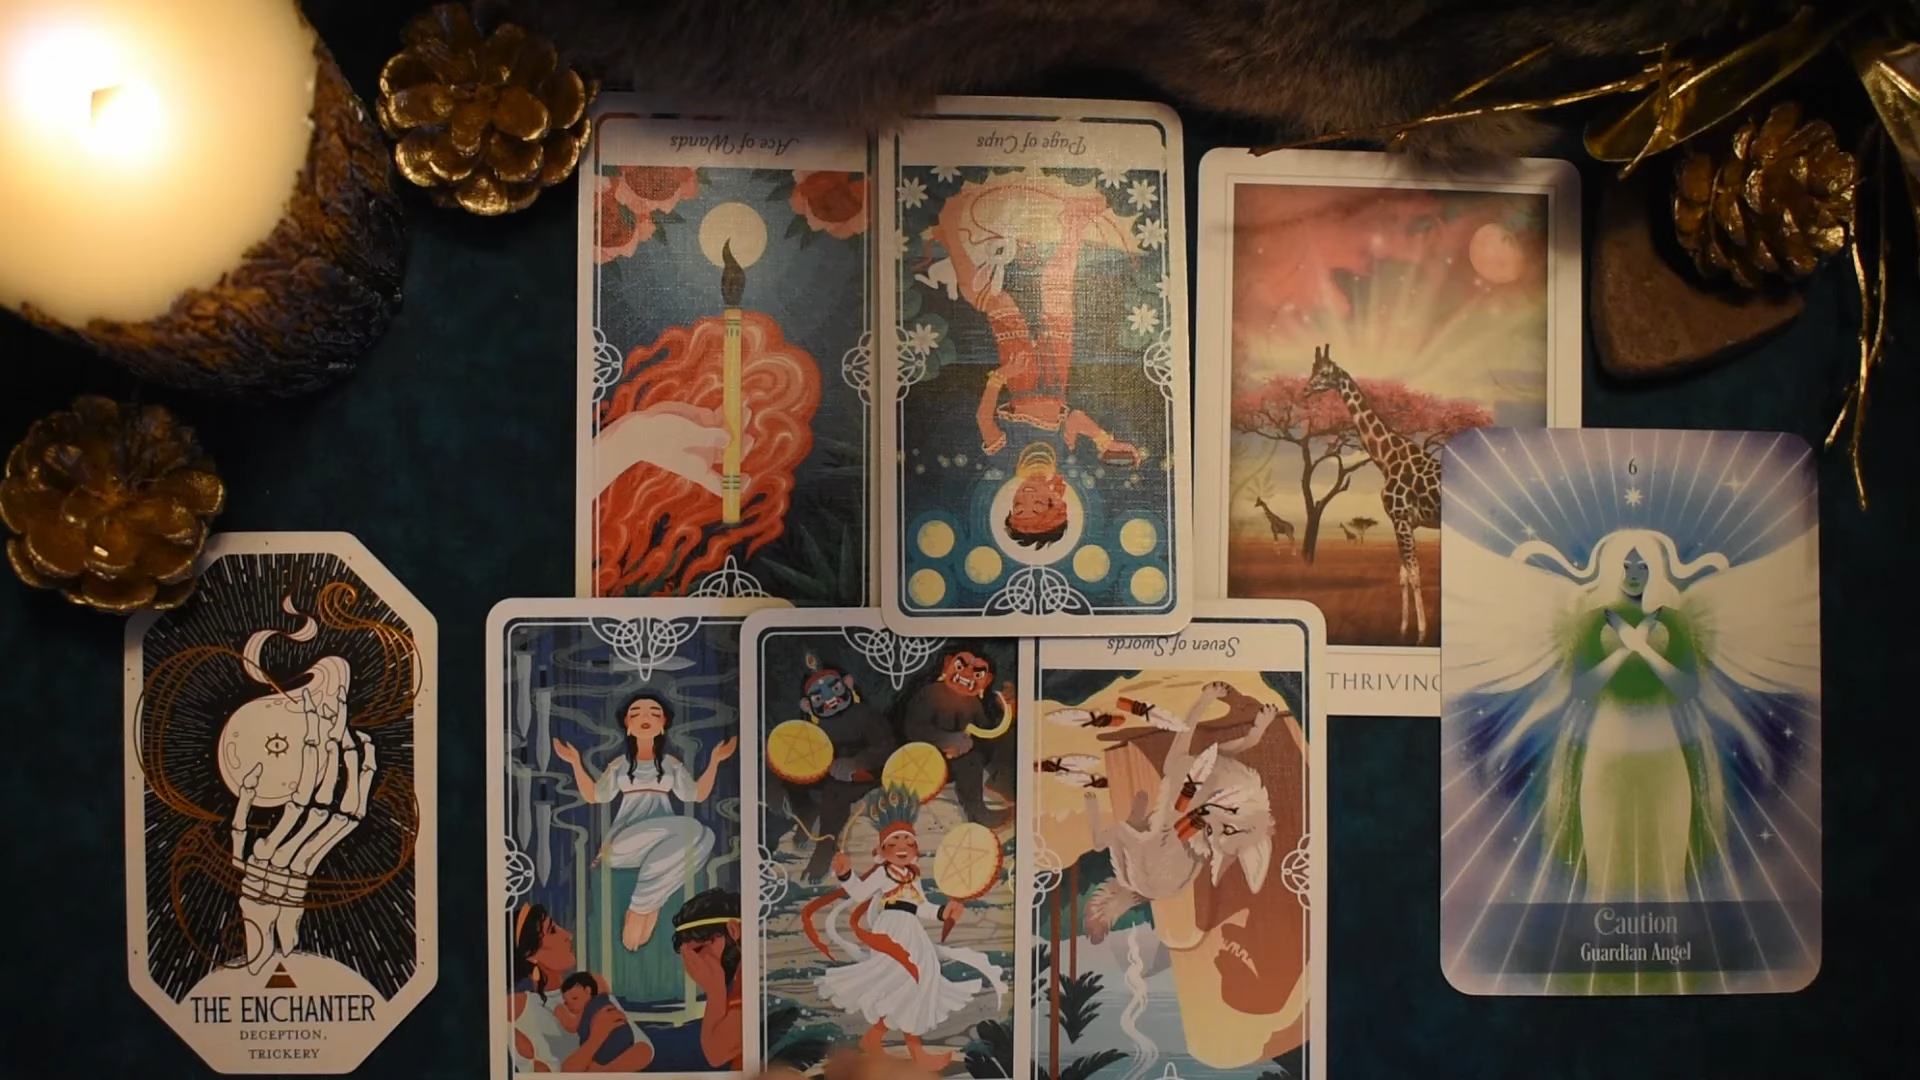 Ace of Wands
Page of Cups
THRIVING
6
Seven of Swords
Caution
Guardian Angel
THE ENCHANTER
DECEPTION,
TRICKERY